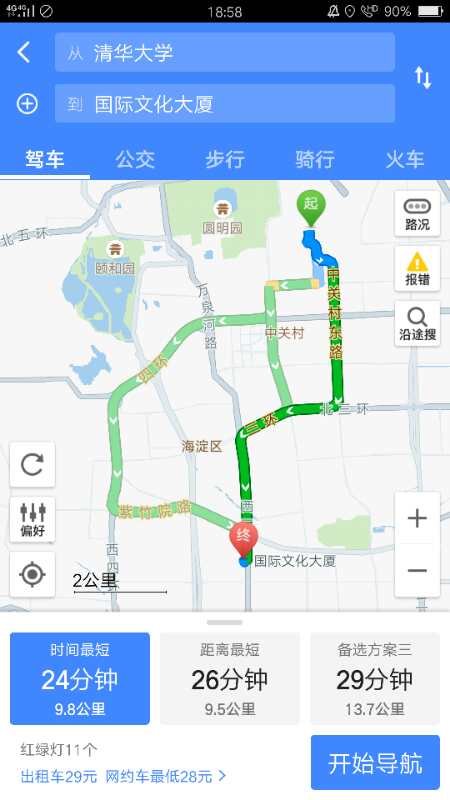 4G 4G 18:58 HD 90%
从 清华大学
到 国际文化大厦
驾车 公交 步行 骑行 火车
北五环
圆明园
起
路况
颐和园
万泉河路
中关村东路
报错
中关村
沿途搜
四环
三环
北三环
海淀区
偏好
紫竹院路
西
终
国际文化大厦
西四环
2公里
时间最短 距离最短 备选方案三
24分钟 26分钟 29分钟
9.8公里 9.5公里 13.7公里
红绿灯11个
出租车29元 网约车最低28元 >
开始导航